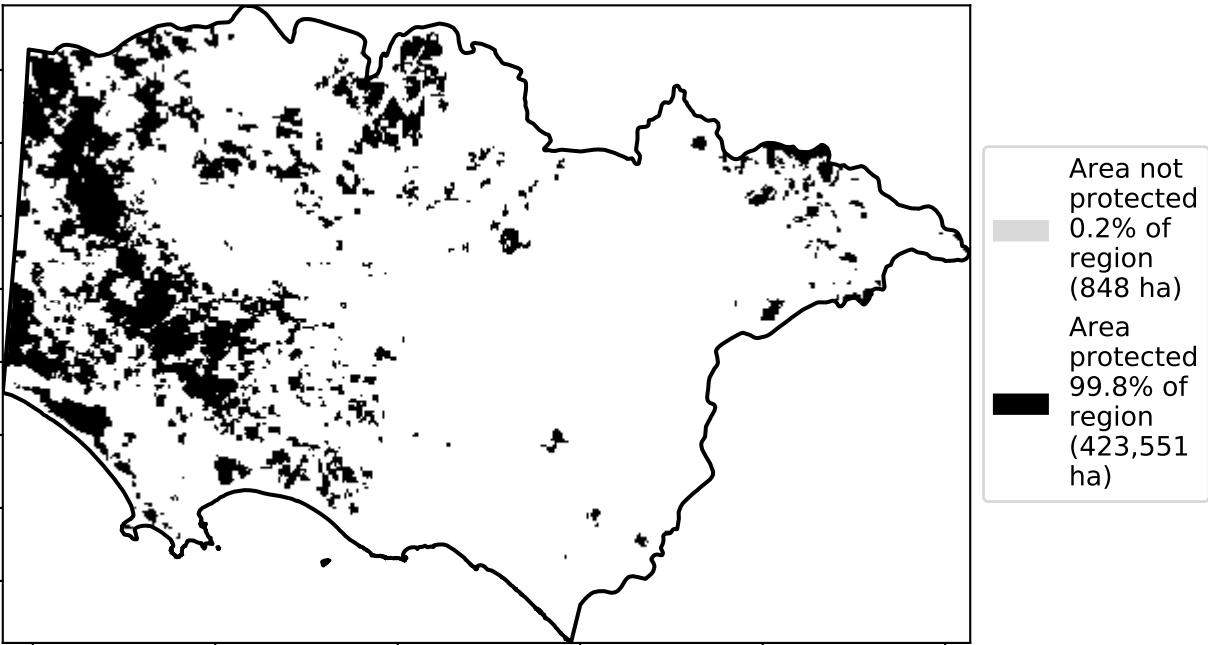 Area not
protected
0.2% of
region
(848 ha)
Area
protected
99.8% of
region
(423,551
ha)